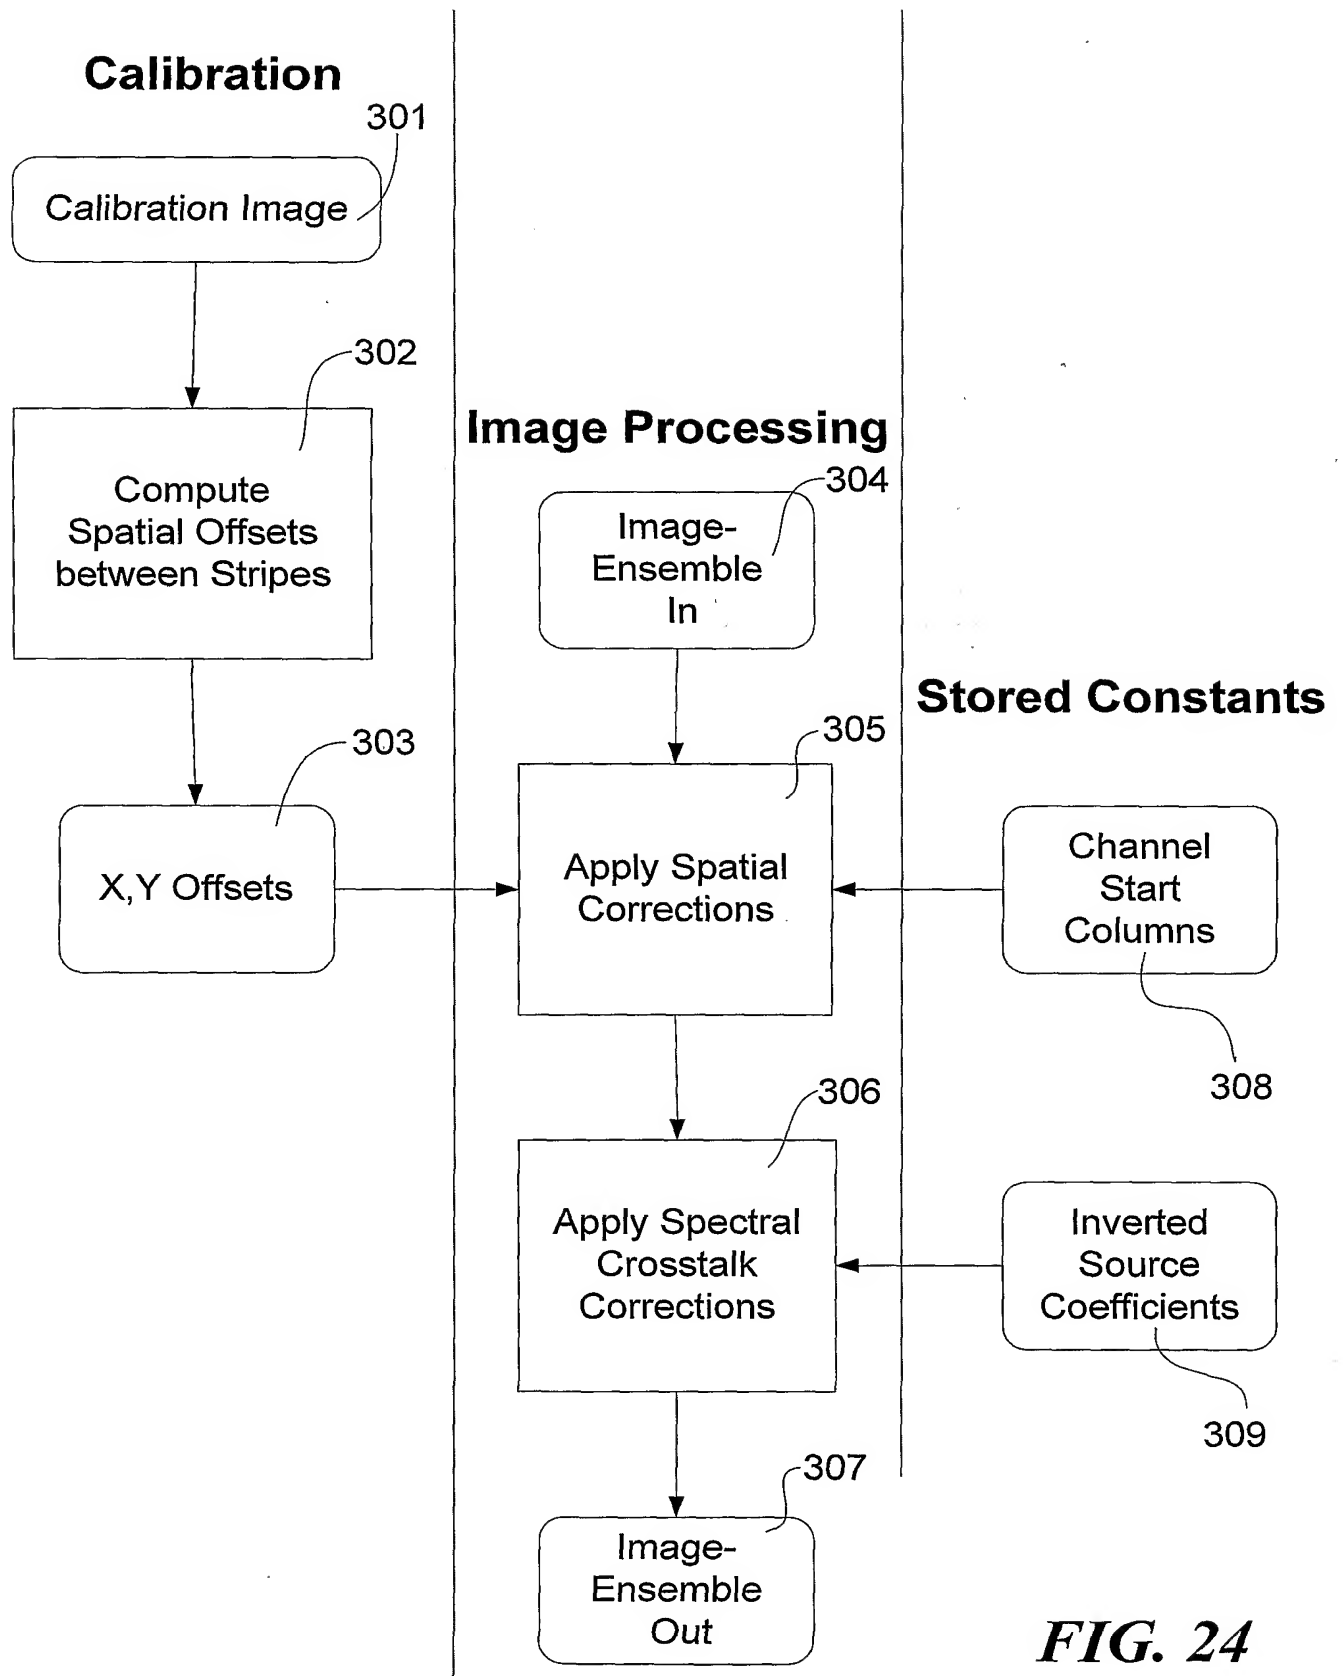 Calibration
301
Calibration Image
302
Compute
Spatial Offsets
between Stripes
303
X,Y Offsets
Image Processing
304
Image-
Ensemble
In
305
Apply Spatial
Corrections
306
Apply Spectral
Crosstalk
Corrections
307
Image-
Ensemble
Out
Stored Constants
Channel
Start
Columns
308
Inverted
Source
Coefficients
309
FIG. 24